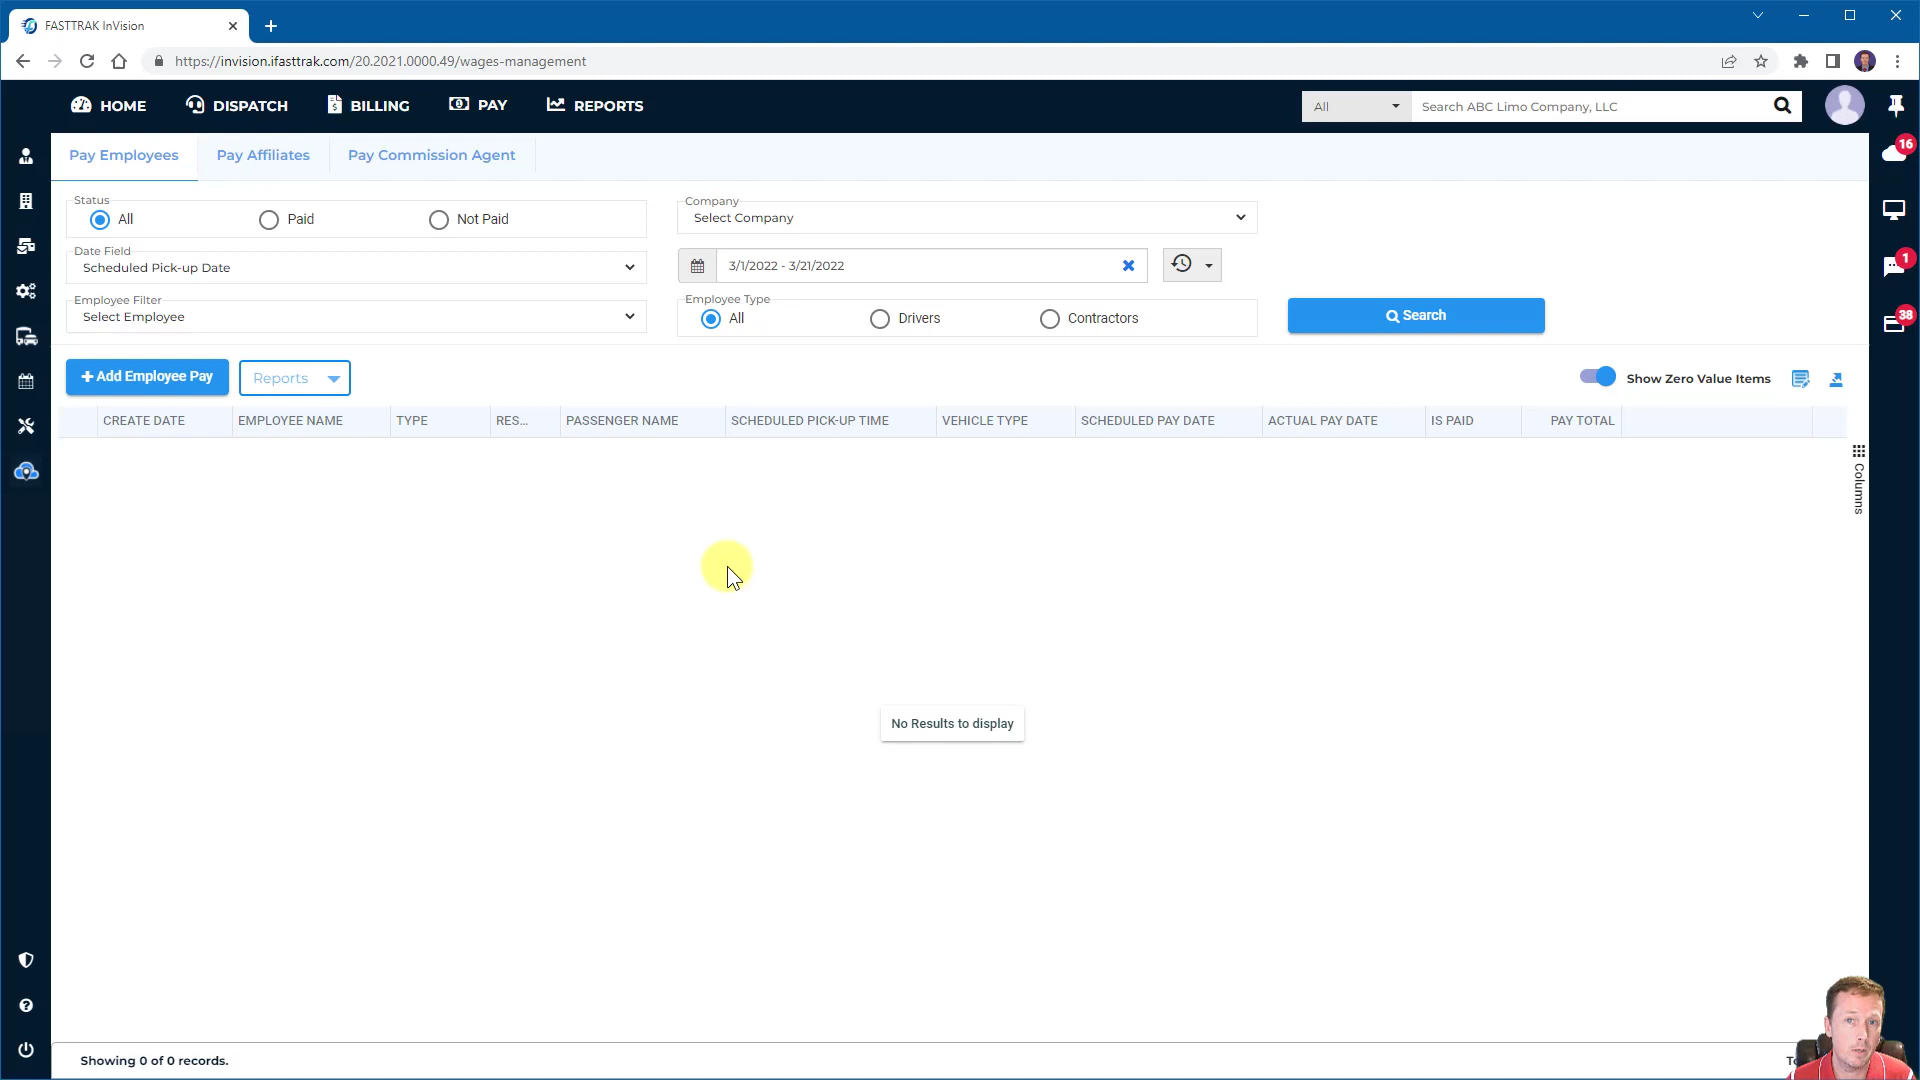 FASTTRAK InVision
https://invision.ifasttrak.com/20.2021.0000.49/wages-management
HOME
DISPATCH
BILLING
PAY
REPORTS
All
Search ABC Limo Company, LLC
16
1
38
Pay Employees
Pay Affiliates
Pay Commission Agent
Status
All
Paid
Not Paid
Company
Select Company
Date Field
Scheduled Pick-up Date
3/1/2022 - 3/21/2022
Employee Filter
Select Employee
Employee Type
All
Drivers
Contractors
Search
Add Employee Pay
Reports
Show Zero Value Items
CREATE DATE
EMPLOYEE NAME
TYPE
RES...
PASSENGER NAME
SCHEDULED PICK-UP TIME
VEHICLE TYPE
SCHEDULED PAY DATE
ACTUAL PAY DATE
IS PAID
PAY TOTAL
Columns
No Results to display
Showing 0 of 0 records.